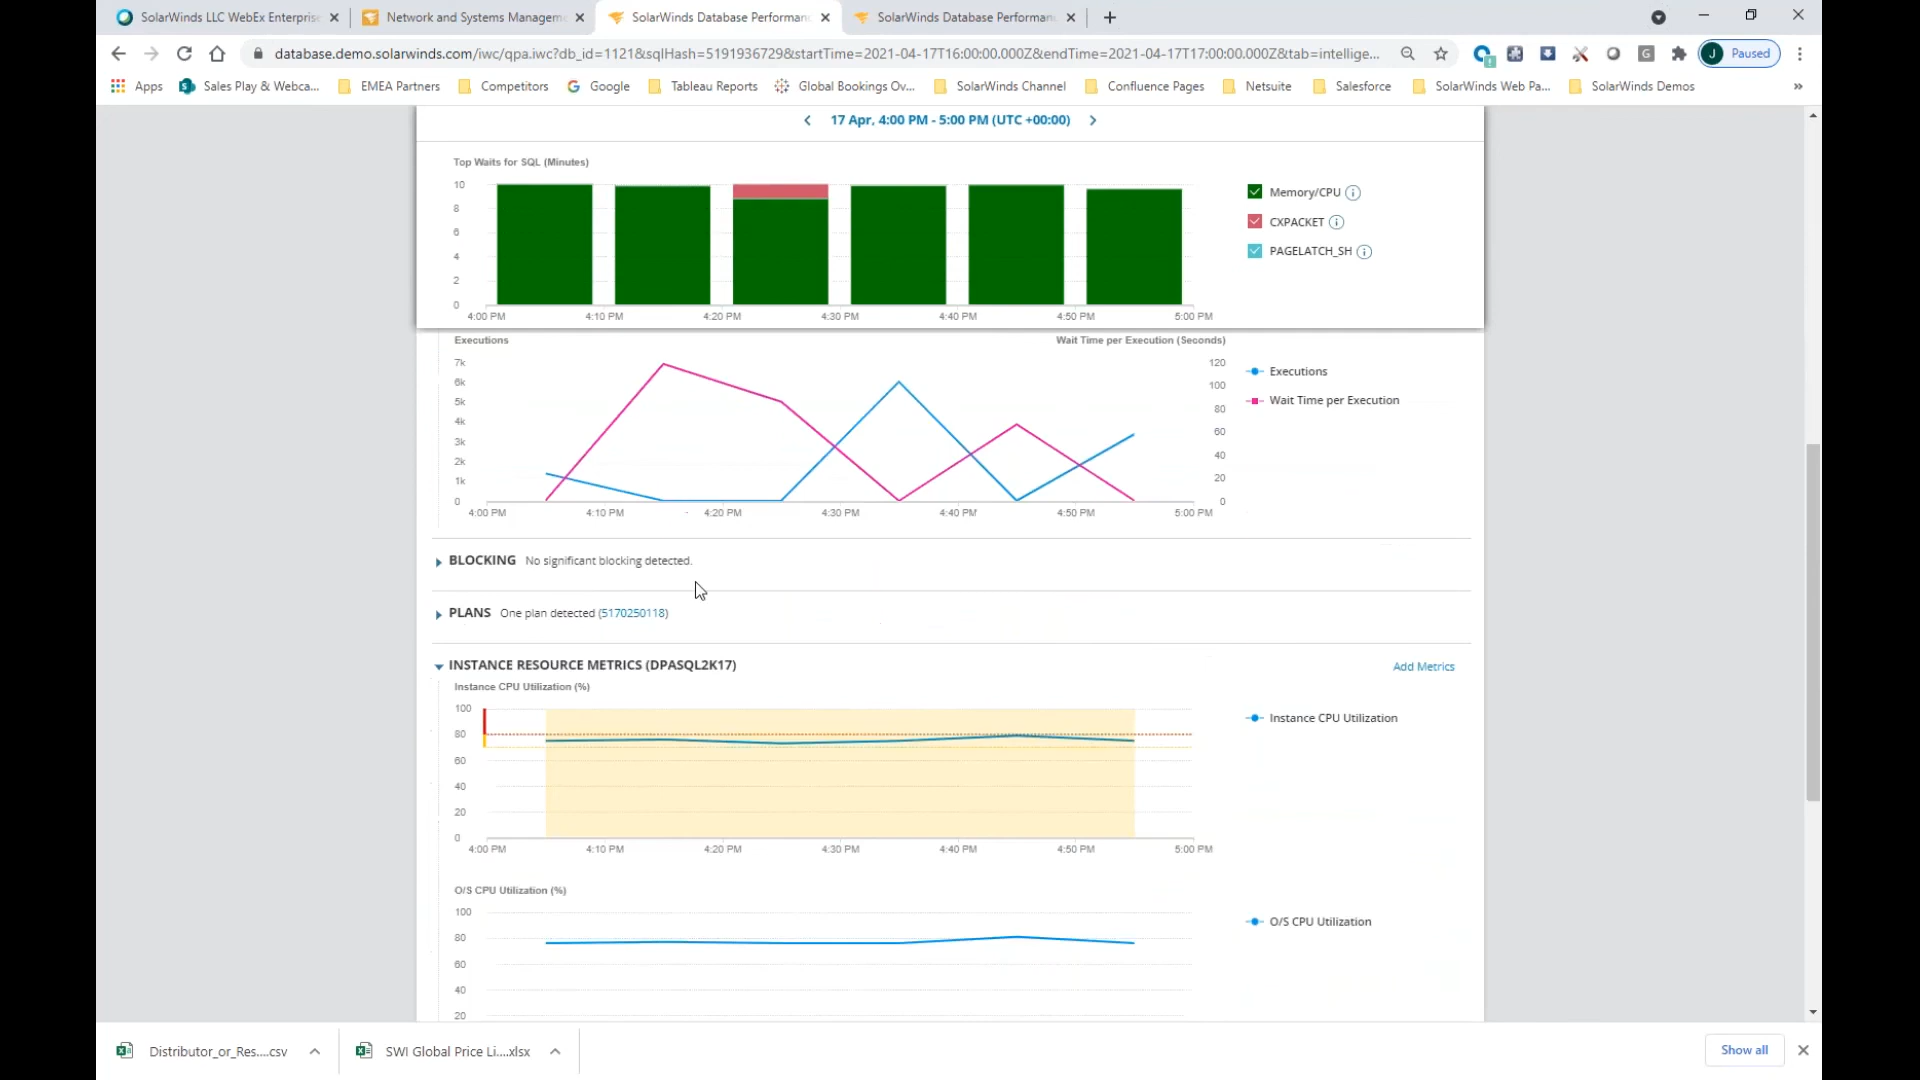 SolarWinds LLC WebEx Enterpris
Network and Systems Managem
SolarWinds Database Performan
SolarWinds Database Performan
database.demo.solarwinds.com/iwc/qpa.iwc?db_id=1121&sqlHash=5191936729&startTime=2021-04-17T16:00:00.000Z&endTime=2021-04-17T17:00:00.000Z&tab=intellige...
J Paused
Apps
Sales Play & Webca...
EMEA Partners
Competitors
Google
Tableau Reports
Global Bookings Ov...
SolarWinds Channel
Confluence Pages
Netsuite
Salesforce
SolarWinds Web Pa...
SolarWinds Demos
»
17 Apr, 4:00 PM - 5:00 PM (UTC +00:00)
Top Waits for SQL (Minutes)
10
8
6
4
2
0
4:00 PM 4:10 PM 4:20 PM 4:30 PM 4:40 PM 4:50 PM 5:00 PM
Memory/CPU
CXPACKET
PAGELATCH_SH
Executions
Wait Time per Execution (Seconds)
7k
6k
5k
4k
3k
2k
1k
0
120
100
80
60
40
20
0
4:00 PM 4:10 PM 4:20 PM 4:30 PM 4:40 PM 4:50 PM 5:00 PM
Executions
Wait Time per Execution
BLOCKING No significant blocking detected.
PLANS One plan detected (5170250118)
INSTANCE RESOURCE METRICS (DPASQL2K17)
Add Metrics
Instance CPU Utilization (%)
100
80
60
40
20
0
4:00 PM 4:10 PM 4:20 PM 4:30 PM 4:40 PM 4:50 PM 5:00 PM
Instance CPU Utilization
O/S CPU Utilization (%)
100
80
60
40
20
O/S CPU Utilization
Distributor_or_Res....csv
SWI Global Price Li....xlsx
Show all